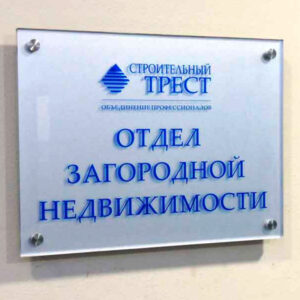 СТРОИТЕЛЬНЫЙ
ТРЕСТ
ОБЪЕДИНЕНИЕ ПРОФЕССИОНАЛОВ
ОТДЕЛ
ЗАГОРОДНОЙ
НЕДВИЖИМОСТИ